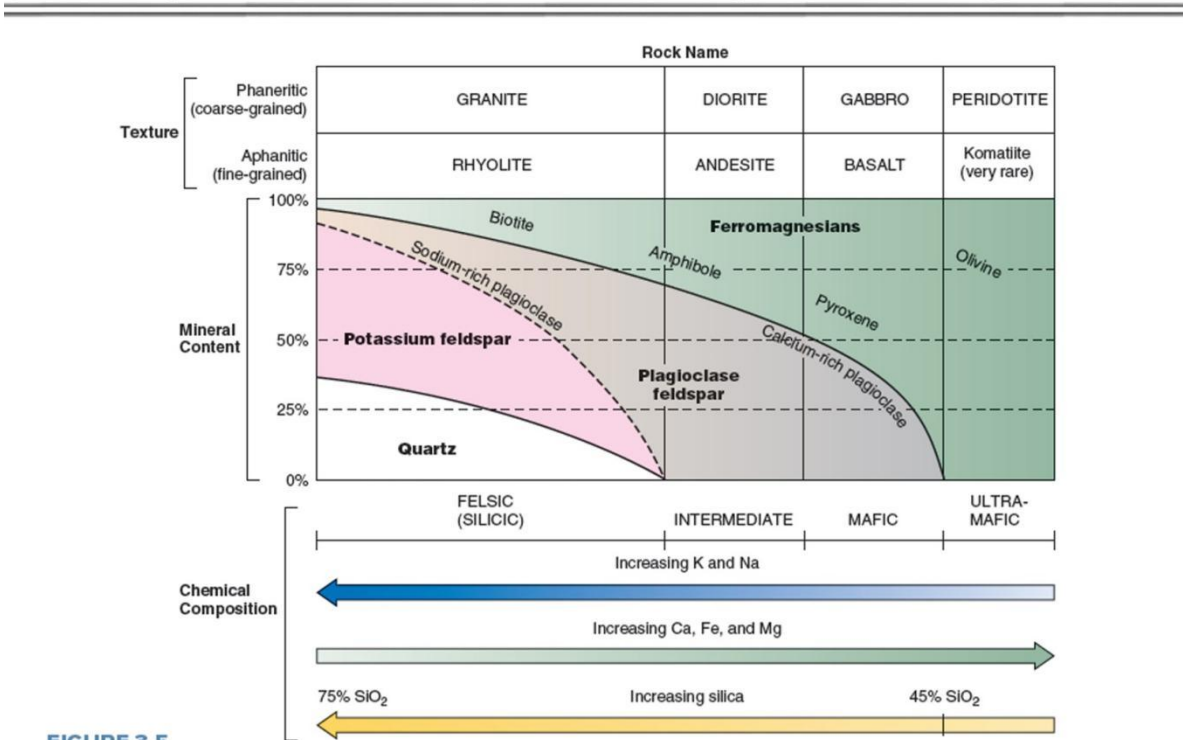 Rock Name
Texture
Phaneritic
(coarse-grained)
GRANITE
DIORITE
GABBRO
PERIDOTITE
Aphanitic
(fine-grained)
RHYOLITE
ANDESITE
BASALT
Komatiite
(very rare)
Mineral
Content
100%
75%
50%
25%
0%
Biotite
Ferromagnesians
Sodium-rich plagioclase
Amphibole
Olivine
Pyroxene
Potassium feldspar
Calcium-rich plagioclase
Plagioclase
feldspar
Quartz
Chemical
Composition
FELSIC
(SILICIC)
INTERMEDIATE
MAFIC
ULTRA-
MAFIC
Increasing K and Na
Increasing Ca, Fe, and Mg
75% SiO₂
Increasing silica
45% SiO₂